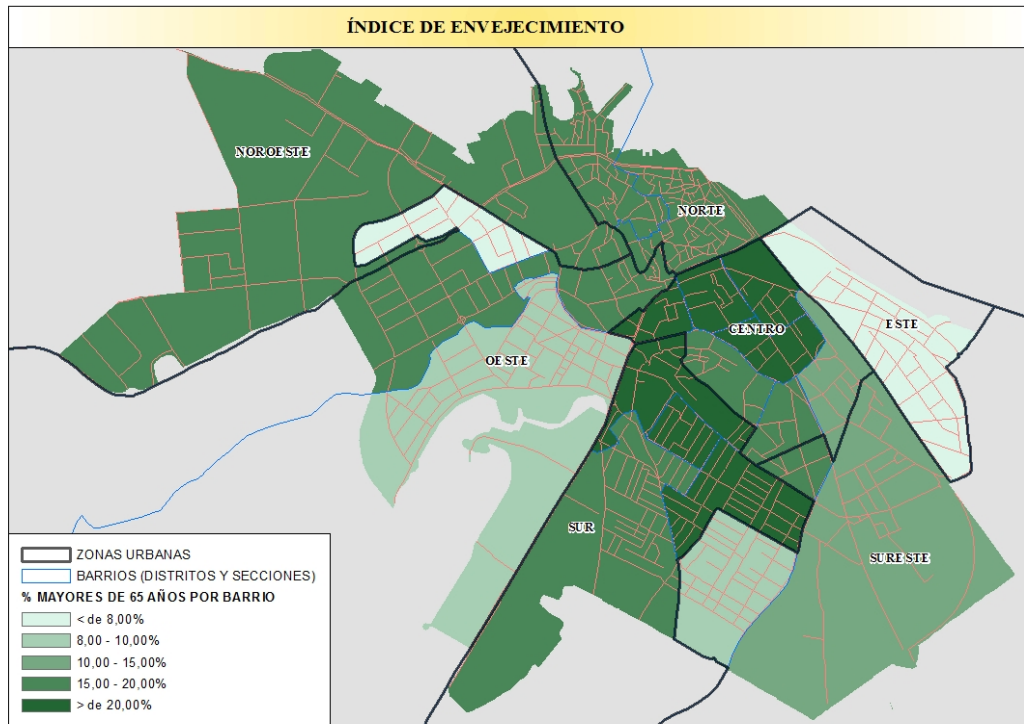 ÍNDICE DE ENVEJECIMIENTO
NOROESTE
NORTE
ESTE
CENTRO
OESTE
SUR
SURESTE
ZONAS URBANAS
BARRIOS (DISTRITOS Y SECCIONES)
% MAYORES DE 65 AÑOS POR BARRIO
< de 8,00%
8,00 - 10,00%
10,00 - 15,00%
15,00 - 20,00%
> de 20,00%